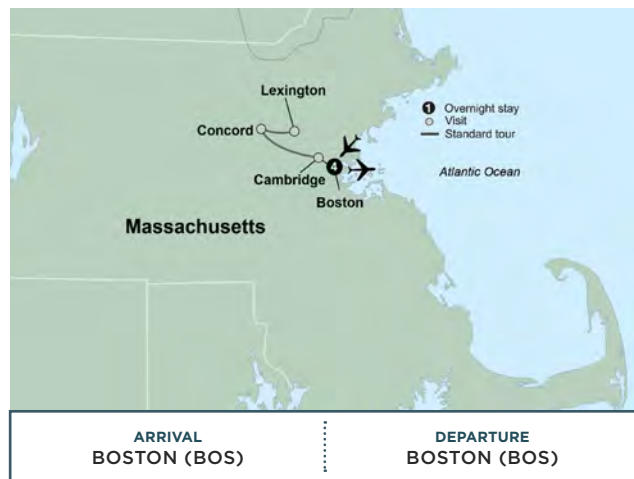 Lexington
1 Overnight stay
Visit
Concord
Standard tour
4
Cambridge
Atlantic Ocean
Boston
Massachusetts
ARRIVAL
BOSTON (BOS)
DEPARTURE
BOSTON (BOS)